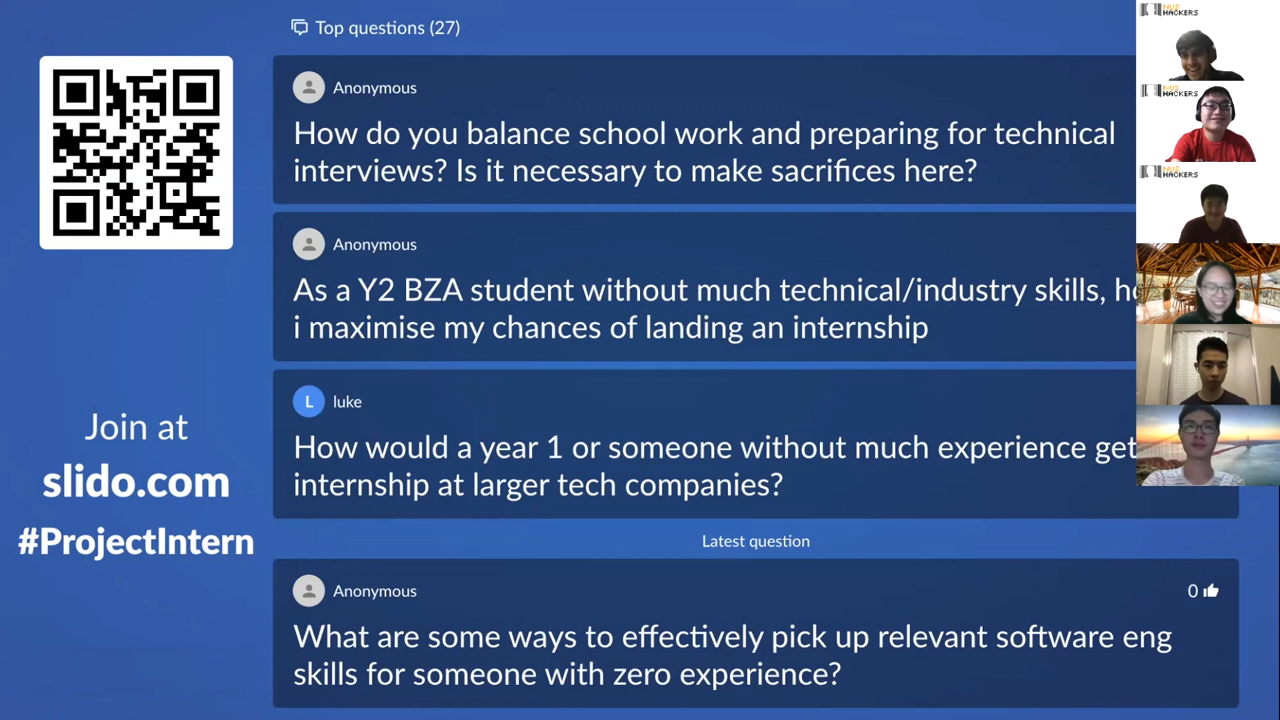 Top questions (27)
Anonymous
How do you balance school work and preparing for technical
interviews? Is it necessary to make sacrifices here?
Anonymous
As a Y2 BZA student without much technical/industry skills,
i maximise my chances of landing an internship
L luke
How would a year 1 or someone without much experience get
internship at larger tech companies?
Latest question
Anonymous
0
What are some ways to effectively pick up relevant software eng
skills for someone with zero experience?
Join at
slido.com
#ProjectIntern
NUS
HACKERS
NUS
HACKERS
HACKERS